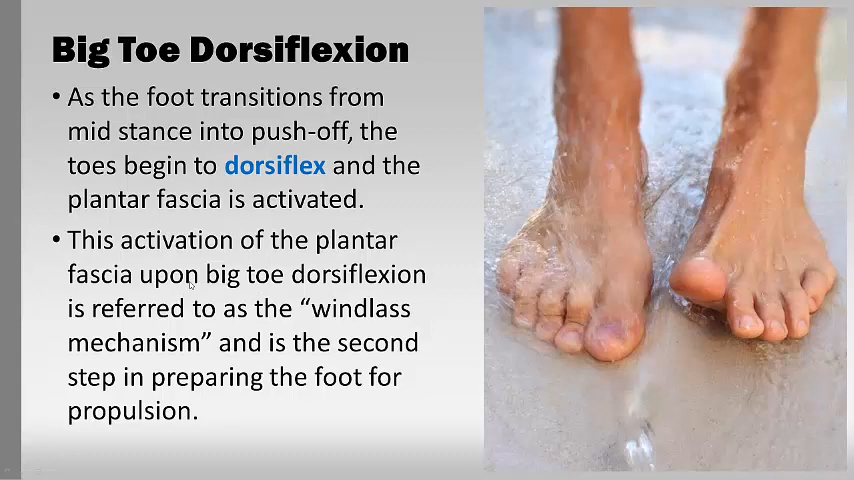 Big Toe Dorsiflexion
• As the foot transitions from
mid stance into push-off, the
toes begin to dorsiflex and the
plantar fascia is activated.
• This activation of the plantar
fascia upon big toe dorsiflexion
is referred to as the “windlass
mechanism” and is the second
step in preparing the foot for
propulsion.